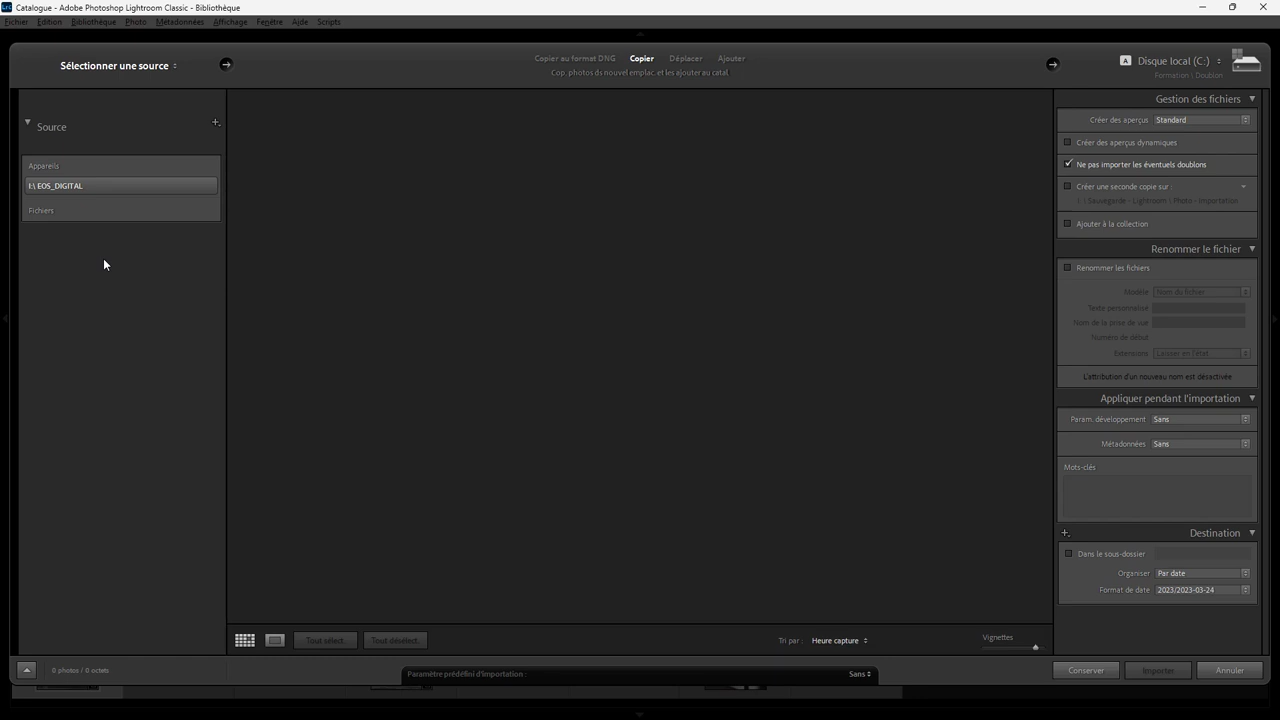 Catalogue - Adobe Photoshop Lightroom Classic - Bibliothèque
Fichier Edition Bibliothèque Photo Métadonnées Affichage Fenêtre Aide Scripts
Sélectionner une source
Copier au format DNG Copier Déplacer Ajouter
Cop. photos ds nouvel emplac. et les ajouter au catal.
A Disque local (C:)
Formation \ Doublon
Source
Appareils
I:\ EOS_DIGITAL
Fichiers
Gestion des fichiers
Créer des aperçus Standard
Créer des aperçus dynamiques
Ne pas importer les éventuels doublons
Créer une seconde copie sur :
\ Sauvegarde - Lightroom \ Photo - Importation
Ajouter à la collection
Renommer le fichier
Renommer les fichiers
Modèle Nom du fichier
Texte personnalisé
Nom de la prise de vue
Numéro de début
Extensions Laisser en l'état
L'attribution d'un nouveau nom est désactivée
Appliquer pendant l'importation
Param. développement Sans
Métadonnées Sans
Mots-clés
Destination
Dans le sous-dossier
Organiser Par date
Format de date 2023/2023-03-24
Tout sélect. Tout désélect.
Tri par : Heure capture
Vignettes
0 photos / 0 octets
Paramètre prédéfini d'importation : Sans
Conserver Importer Annuler